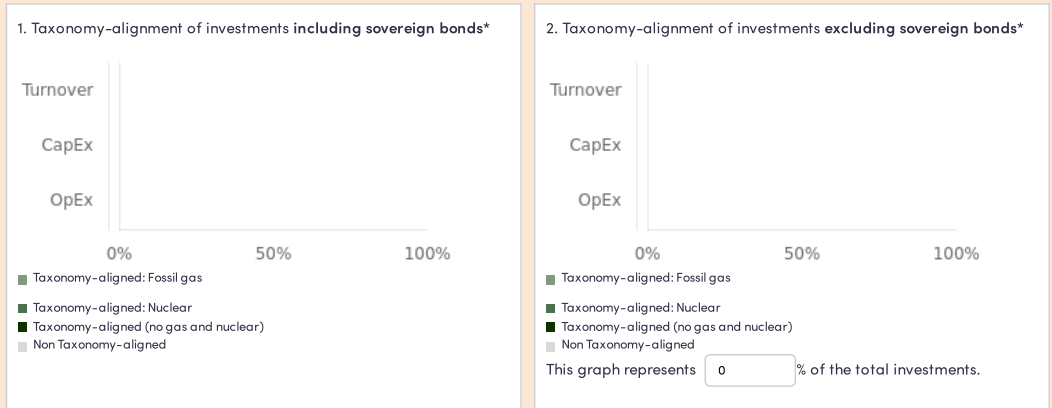 1. Taxonomy-alignment of investments including sovereign bonds*
Turnover
CapEx
OpEx
0% 50% 100%
Taxonomy-aligned: Fossil gas
Taxonomy-aligned: Nuclear
Taxonomy-aligned (no gas and nuclear)
Non Taxonomy-aligned
2. Taxonomy-alignment of investments excluding sovereign bonds*
Turnover
CapEx
OpEx
0% 50% 100%
Taxonomy-aligned: Fossil gas
Taxonomy-aligned: Nuclear
Taxonomy-aligned (no gas and nuclear)
Non Taxonomy-aligned
This graph represents 0 % of the total investments.